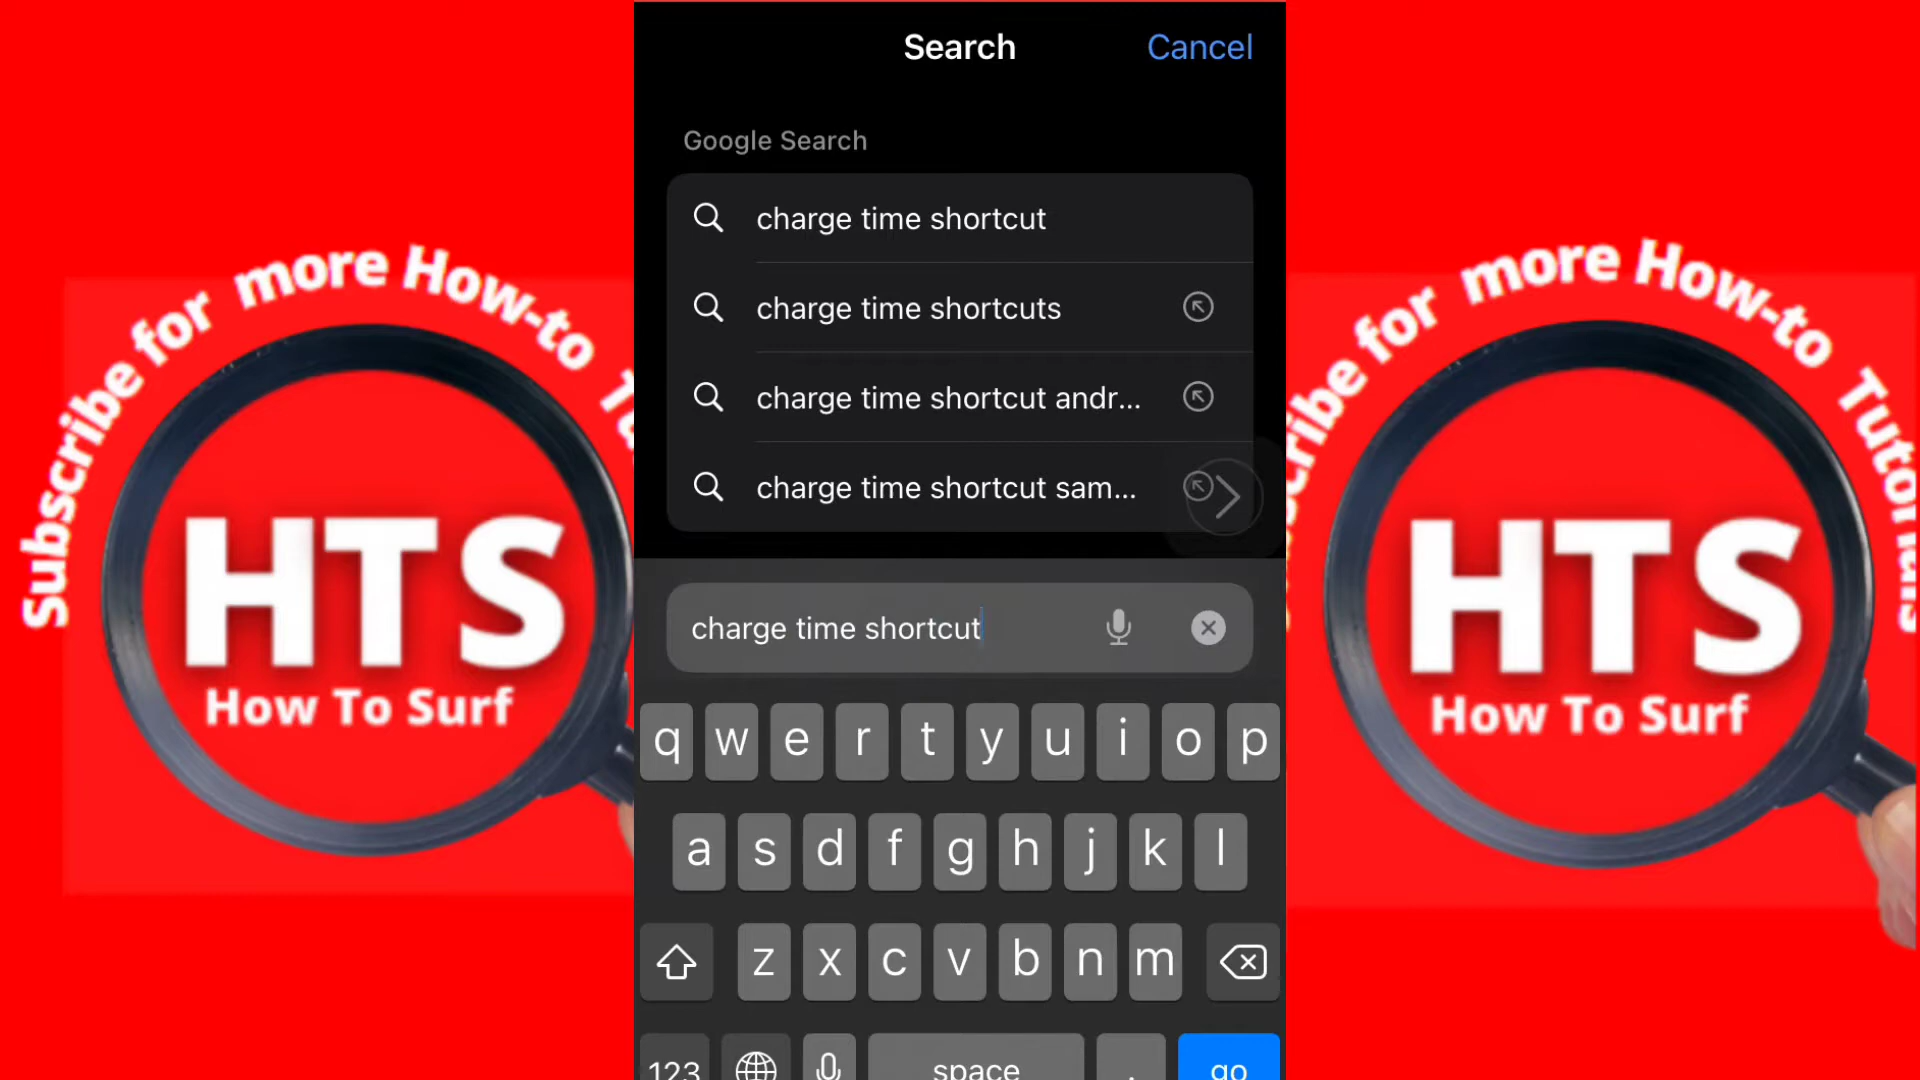 Search
Cancel
Google Search
charge time shortcut
charge time shortcuts
charge time shortcut andr...
charge time shortcut sam...
charge time shortcut
q w e r t y u i o p
a s d f g h j k l
z x c v b n m
123
space
.
go
Subscribe for more How-to
HTS
How To Surf
for more How-to Tutorials
HTS
How To Surf